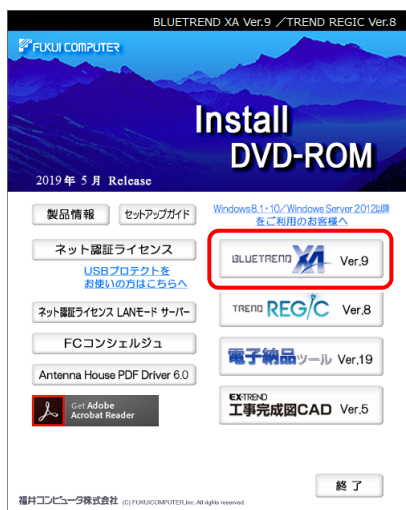 BLUETREND XA Ver.9 ／TREND REGIC Ver.8
FUKUI COMPUTER
Install
DVD-ROM
2019年 5月 Release
製品情報
セットアップガイド
Windows8.1・10／Windows Server 2012以降
をご利用のお客様へ
ネット認証ライセンス
USBプロテクトを
お使いの方はこちらへ
BLUETREND XA Ver.9
ネット認証ライセンス LANモード サーバー
TREND REGIC Ver.8
FCコンシェルジュ
電子納品ツール Ver.19
Antenna House PDF Driver 6.0
Get Adobe
Acrobat Reader
EX-TREND
工事完成図CAD Ver.5
終了
福井コンピュータ株式会社 (C) FUKUICOMPUTER,Inc. All rights reserved.